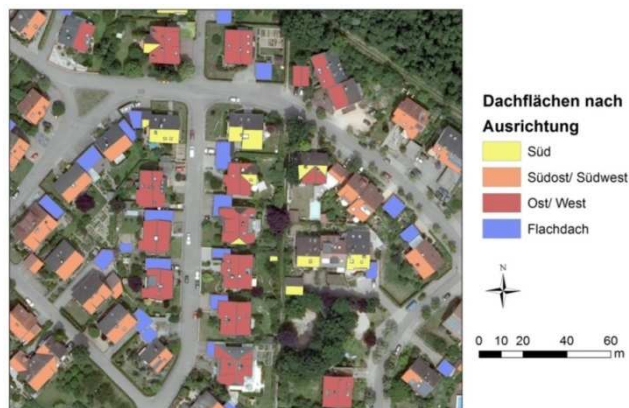 Dachflächen nach
Ausrichtung
Süd
Südost/ Südwest
Ost/ West
Flachdach
N
0 10 20 40 60
m